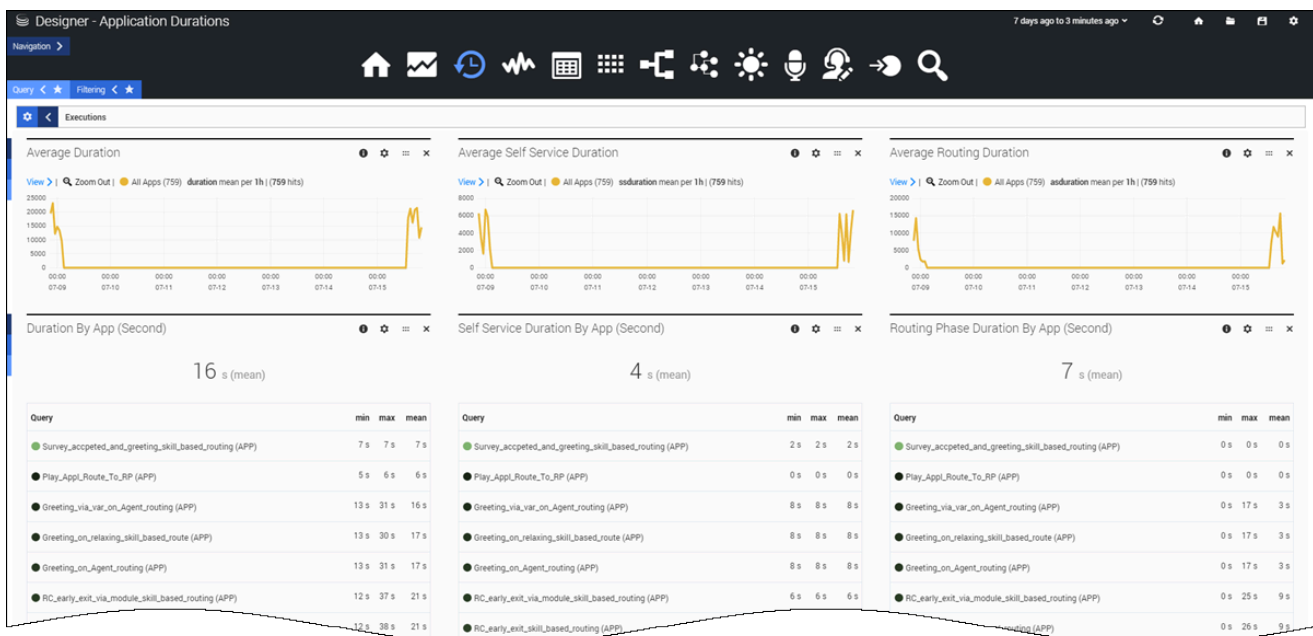 Designer - Application Durations
7 days ago to 3 minutes ago
Navigation
Query
Filtering
Executions
Average Duration
View | Zoom Out | All Apps (759) duration mean per 1h | (759 hits)
25000
20000
15000
10000
5000
0
00:00 00:00 00:00 00:00 00:00 00:00 00:00
07-09 07-10 07-11 07-12 07-13 07-14 07-15
Average Self Service Duration
View | Zoom Out | All Apps (759) ssduration mean per 1h | (759 hits)
8000
6000
4000
2000
0
00:00 00:00 00:00 00:00 00:00 00:00 00:00
07-09 07-10 07-11 07-12 07-13 07-14 07-15
Average Routing Duration
View | Zoom Out | All Apps (759) asduration mean per 1h | (759 hits)
20000
15000
10000
5000
0
00:00 00:00 00:00 00:00 00:00 00:00 00:00
07-09 07-10 07-11 07-12 07-13 07-14 07-15
Duration By App (Second)
16 s (mean)
Query min max mean
Survey_accpeted_and_greeting_skill_based_routing (APP) 7 s 7 s 7 s
Play_Appl_Route_To_RP (APP) 5 s 6 s 6 s
Greeting_via_var_on_Agent_routing (APP) 13 s 31 s 16 s
Greeting_on_relaxing_skill_based_route (APP) 13 s 30 s 17 s
Greeting_on_Agent_routing (APP) 13 s 31 s 17 s
RC_early_exit_via_module_skill_based_routing (APP) 12 s 37 s 21 s
12 s 38 s 21 s
Self Service Duration By App (Second)
4 s (mean)
Query min max mean
Survey_accpeted_and_greeting_skill_based_routing (APP) 2 s 2 s 2 s
Play_Appl_Route_To_RP (APP) 0 s 0 s 0 s
Greeting_via_var_on_Agent_routing (APP) 8 s 8 s 8 s
Greeting_on_relaxing_skill_based_route (APP) 8 s 8 s 8 s
Greeting_on_Agent_routing (APP) 8 s 8 s 8 s
RC_early_exit_via_module_skill_based_routing (APP) 6 s 6 s 6 s
RC_early_exit_skill_based_routing (APP)
Routing Phase Duration By App (Second)
7 s (mean)
Query min max mean
Survey_accpeted_and_greeting_skill_based_routing (APP) 0 s 0 s 0 s
Play_Appl_Route_To_RP (APP) 0 s 0 s 0 s
Greeting_via_var_on_Agent_routing (APP) 0 s 17 s 3 s
Greeting_on_relaxing_skill_based_route (APP) 0 s 17 s 3 s
Greeting_on_Agent_routing (APP) 0 s 17 s 3 s
RC_early_exit_via_module_skill_based_routing (APP) 0 s 25 s 9 s
routing (APP) 0 s 26 s 9 s